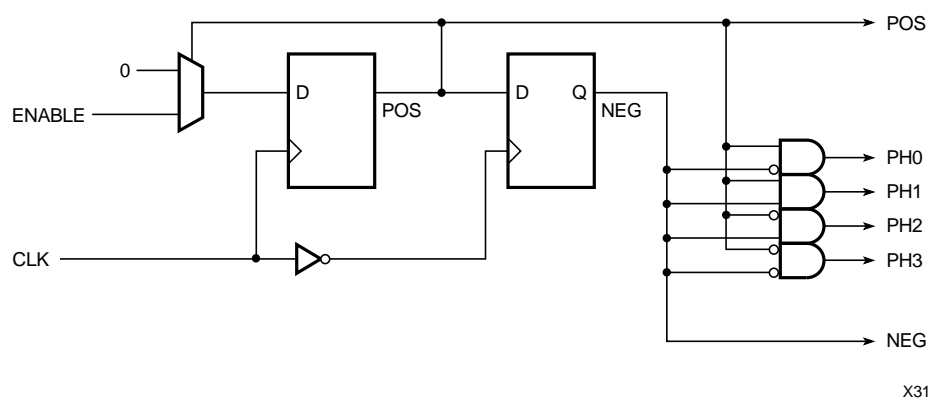 POS
0
ENABLE
D
POS
D
Q
NEG
PH0
PH1
PH2
CLK
PH3
NEG
X31